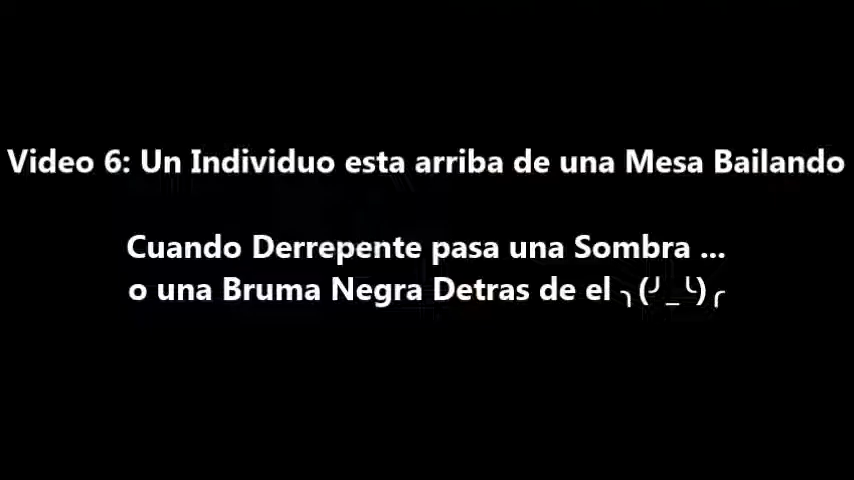 Video 6: Un Individuo esta arriba de una Mesa Bailando
Cuando Derrepente pasa una Sombra ...
o una Bruma Negra Detras de el ╮(╯_╰)╭